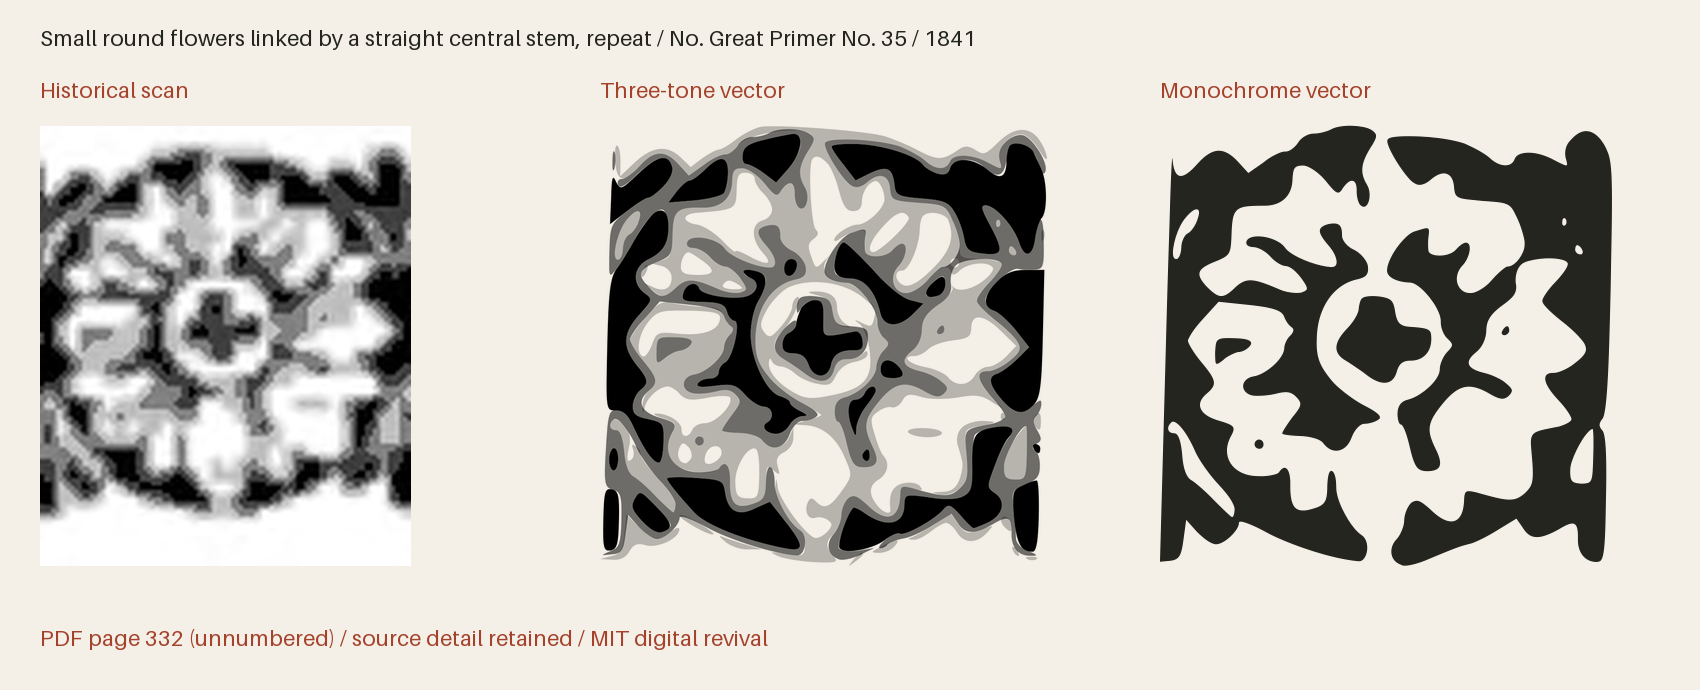 Small round flowers linked by a straight central stem, repeat / No. Great Primer No. 35 / 1841
Historical scan
Three-tone vector
Monochrome vector
PDF page 332 (unnumbered) / source detail retained / MIT digital revival